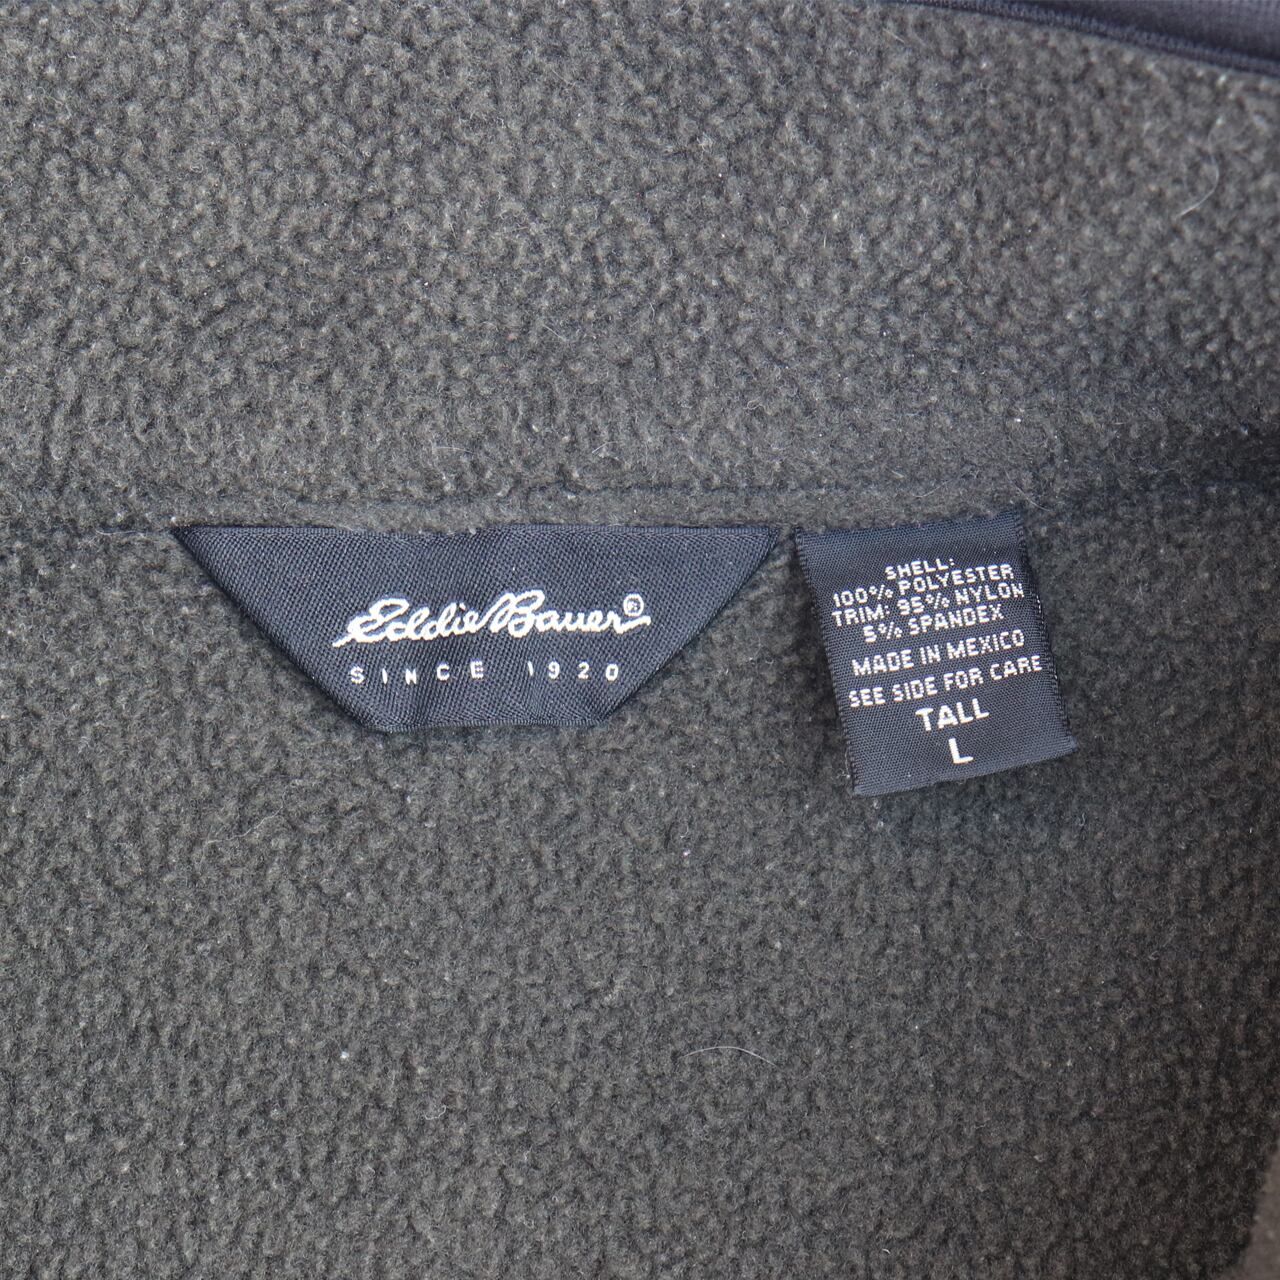 Eddie Bauer®
SINCE 1920
SHELL:
100% POLYESTER
TRIM: 95% NYLON
5% SPANDEX
MADE IN MEXICO
SEE SIDE FOR CARE
TALL
L